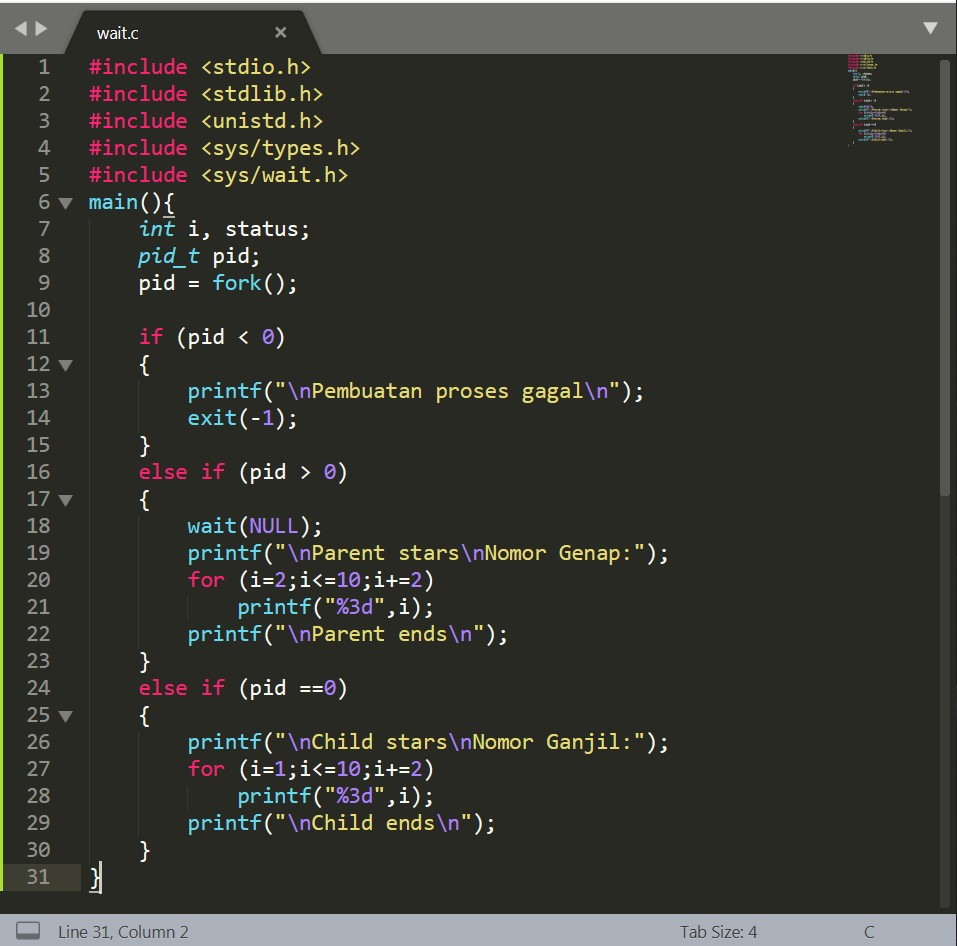 wait.c
1 #include <stdio.h>
2 #include <stdlib.h>
3 #include <unistd.h>
4 #include <sys/types.h>
5 #include <sys/wait.h>
6 main(){
7     int i, status;
8     pid_t pid;
9     pid = fork();
10
11     if (pid < 0)
12     {
13         printf("\nPembuatan proses gagal\n");
14         exit(-1);
15     }
16     else if (pid > 0)
17     {
18         wait(NULL);
19         printf("\nParent stars\nNomor Genap:");
20         for (i=2;i<=10;i+=2)
21             printf("%3d",i);
22         printf("\nParent ends\n");
23     }
24     else if (pid ==0)
25     {
26         printf("\nChild stars\nNomor Ganjil:");
27         for (i=1;i<=10;i+=2)
28             printf("%3d",i);
29         printf("\nChild ends\n");
30     }
31 }
Line 31, Column 2 Tab Size: 4 C